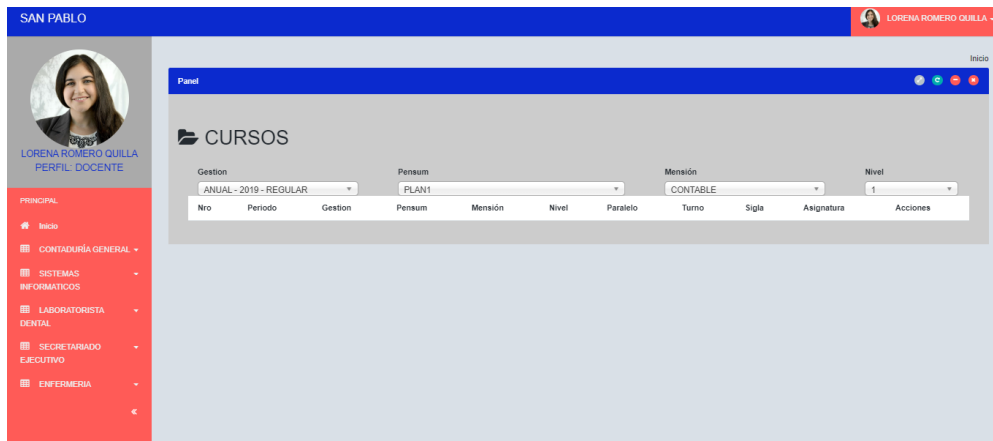 SAN PABLO
LORENA ROMERO QUILLA
LORENA ROMERO QUILLA
PERFIL: DOCENTE
PRINCIPAL
Inicio
CONTADURÍA GENERAL
SISTEMAS
INFORMATICOS
LABORATORISTA
DENTAL
SECRETARIADO
EJECUTIVO
ENFERMERIA
Inicio
Panel
CURSOS
Gestion Pensum Mensión Nivel
ANUAL - 2019 - REGULAR PLAN1 CONTABLE 1
Nro Periodo Gestion Pensum Mensión Nivel Paralelo Turno Sigla Asignatura Acciones